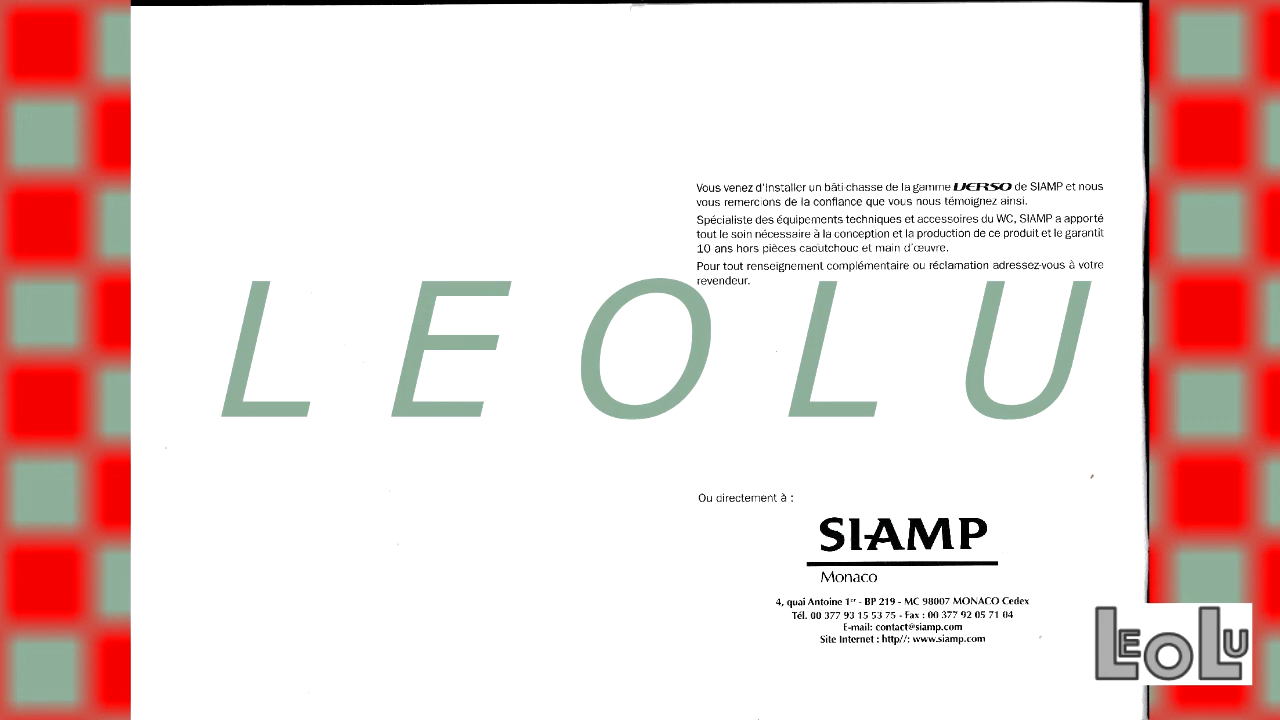 Vous venez d'installer un bâti-chasse de la gamme VERSO de SIAMP et nous
vous remercions de la confiance que vous nous témoignez ainsi.
Spécialiste des équipements techniques et accessoires du WC, SIAMP a apporté
tout le soin nécessaire à la conception et la production de ce produit et le garantit
10 ans hors pièces caoutchouc et main d'œuvre.
Pour tout renseignement complémentaire ou réclamation adressez-vous à votre
revendeur.
L E O L U
Ou directement à :
SIAMP
Monaco
4, quai Antoine 1er - BP 219 - MC 98007 MONACO Cedex
Tél. 00 377 93 15 53 75 - Fax : 00 377 92 05 71 04
E-mail: contact@siamp.com
Site Internet : http//: www.siamp.com
LEOLU